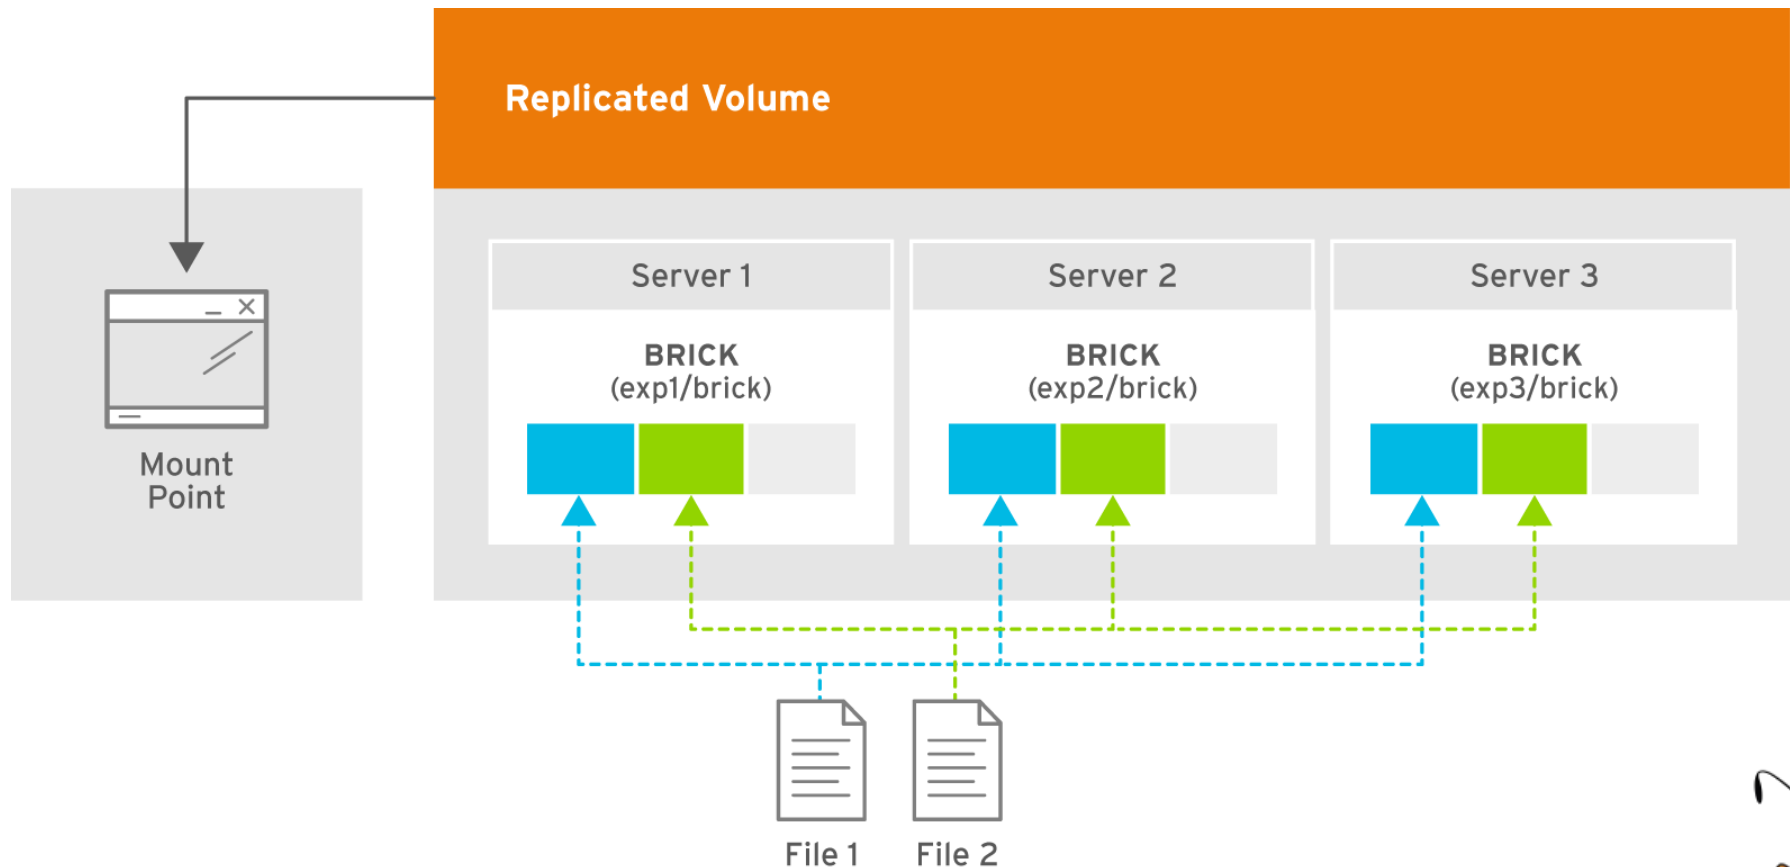 Replicated Volume
Server 1
Server 2
Server 3
BRICK
(exp1/brick)
BRICK
(exp2/brick)
BRICK
(exp3/brick)
Mount
Point
File 1
File 2